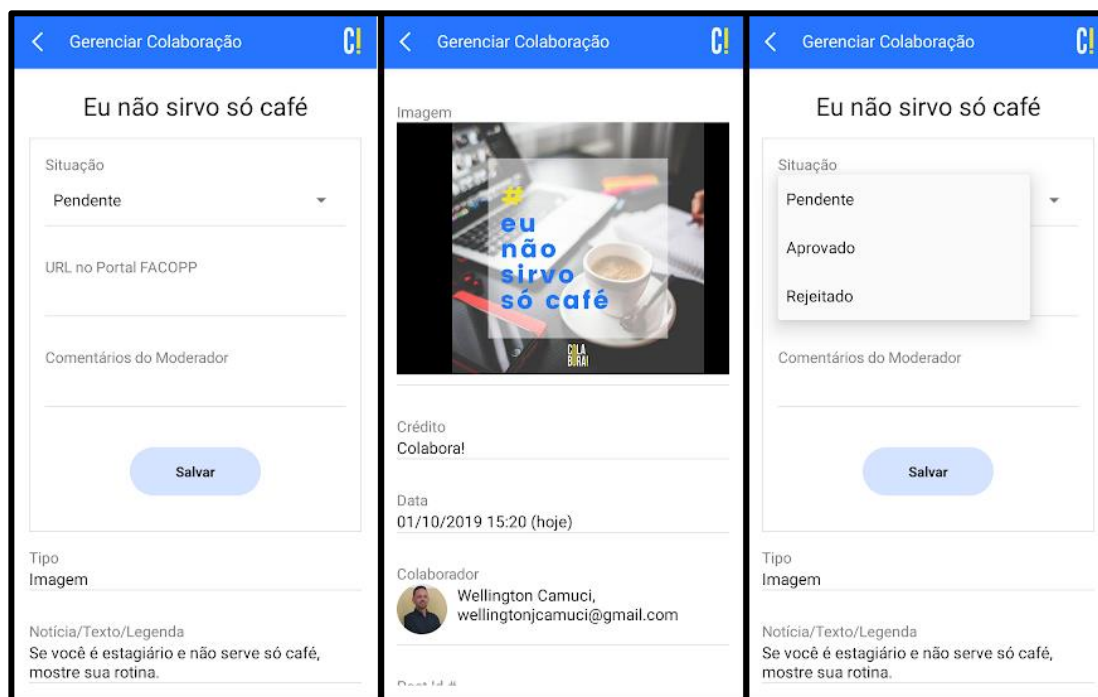 Gerenciar Colaboração
C!
Eu não sirvo só café
Situação
Pendente
URL no Portal FACOPP
Comentários do Moderador
Salvar
Tipo
Imagem
Notícia/Texto/Legenda
Se você é estagiário e não serve só café,
mostre sua rotina.
Gerenciar Colaboração
C!
Imagem
#
eu
não
sirvo
só café
COLA
BORA!
Crédito
Colabora!
Data
01/10/2019 15:20 (hoje)
Colaborador
Wellington Camuci,
wellingtonjcamuci@gmail.com
Post Id #
Gerenciar Colaboração
C!
Eu não sirvo só café
Situação
Pendente
Aprovado
Rejeitado
Comentários do Moderador
Salvar
Tipo
Imagem
Notícia/Texto/Legenda
Se você é estagiário e não serve só café,
mostre sua rotina.